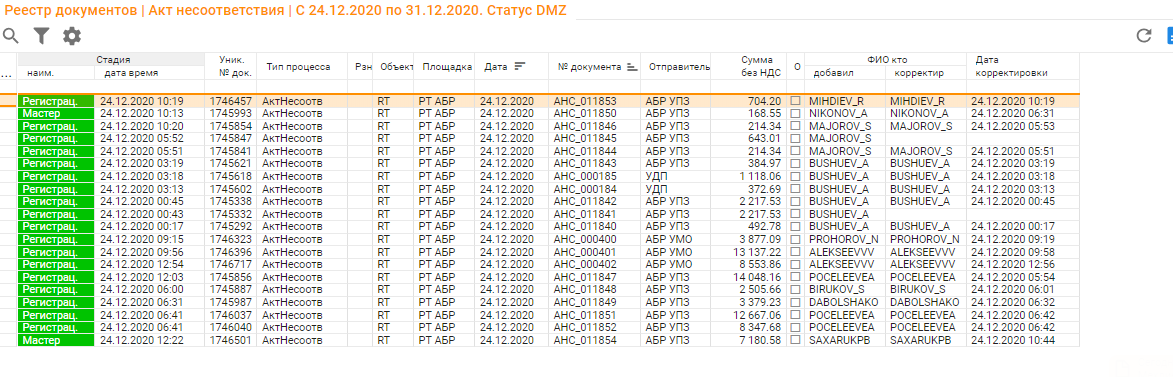 Реестр документов | Акт несоответствия | С 24.12.2020 по 31.12.2020. Статус DMZ
... Стадия Уник. № док. Тип процесса Рзн Объект Площадка Дата № документа Отправитель Сумма без НДС О ФИО кто Дата корректировки
наим. дата время добавил корректир
Регистрац. 24.12.2020 10:19 1746457 АктНесоотв RT РТ АБР 24.12.2020 АНС_011853 АБР УПЗ 704.20 MIHDIEV_R MIHDIEV_R 24.12.2020 10:19
Мастер 24.12.2020 10:13 1745993 АктНесоотв RT РТ АБР 24.12.2020 АНС_011850 АБР УПЗ 168.55 NIKONOV_A NIKONOV_A 24.12.2020 06:31
Регистрац. 24.12.2020 10:20 1745854 АктНесоотв RT РТ АБР 24.12.2020 АНС_011846 АБР УПЗ 214.34 MAJOROV_S MAJOROV_S 24.12.2020 05:53
Регистрац. 24.12.2020 05:52 1745847 АктНесоотв RT РТ АБР 24.12.2020 АНС_011845 АБР УПЗ 643.01 MAJOROV_S
Регистрац. 24.12.2020 05:51 1745841 АктНесоотв RT РТ АБР 24.12.2020 АНС_011844 АБР УПЗ 214.34 MAJOROV_S MAJOROV_S 24.12.2020 05:51
Регистрац. 24.12.2020 03:19 1745621 АктНесоотв RT РТ АБР 24.12.2020 АНС_011843 АБР УПЗ 384.97 BUSHUEV_A BUSHUEV_A 24.12.2020 03:19
Регистрац. 24.12.2020 03:18 1745618 АктНесоотв RT РТ АБР 24.12.2020 АНС_000185 УДП 1 118.06 BUSHUEV_A BUSHUEV_A 24.12.2020 03:18
Регистрац. 24.12.2020 03:13 1745602 АктНесоотв RT РТ АБР 24.12.2020 АНС_000184 УДП 372.69 BUSHUEV_A BUSHUEV_A 24.12.2020 03:13
Регистрац. 24.12.2020 00:45 1745338 АктНесоотв RT РТ АБР 24.12.2020 АНС_011842 АБР УПЗ 2 217.53 BUSHUEV_A BUSHUEV_A 24.12.2020 00:45
Регистрац. 24.12.2020 00:43 1745332 АктНесоотв RT РТ АБР 24.12.2020 АНС_011841 2 217.53 BUSHUEV_A
Регистрац. 24.12.2020 00:17 1745292 АктНесоотв RT РТ АБР 24.12.2020 АНС_011840 АБР УПЗ 492.78 BUSHUEV_A BUSHUEV_A 24.12.2020 00:17
Регистрац. 24.12.2020 09:15 1746323 АктНесоотв RT РТ АБР 24.12.2020 АНС_000400 АБР УМО 3 877.09 PROHOROV_N PROHOROV_N 24.12.2020 09:19
Регистрац. 24.12.2020 09:56 1746396 АктНесоотв RT РТ АБР 24.12.2020 АНС_000401 АБР УМО 13 137.22 ALEKSEEVVV ALEKSEEVVV 24.12.2020 09:58
Регистрац. 24.12.2020 12:54 1746717 АктНесоотв RT РТ АБР 24.12.2020 АНС_000402 АБР УМО 8 553.86 ALEKSEEVVV ALEKSEEVVV 24.12.2020 12:56
Регистрац. 24.12.2020 12:03 1745856 АктНесоотв RT РТ АБР 24.12.2020 АНС_011847 АБР УПЗ 14 048.16 POCELEEVEA POCELEEVEA 24.12.2020 05:54
Регистрац. 24.12.2020 06:00 1745887 АктНесоотв RT РТ АБР 24.12.2020 АНС_011848 АБР УПЗ 2 505.66 BIRUKOV_S BIRUKOV_S 24.12.2020 06:01
Регистрац. 24.12.2020 06:31 1745987 АктНесоотв RT РТ АБР 24.12.2020 АНС_011849 АБР УПЗ 3 379.23 DABOLSHAKO DABOLSHAKO 24.12.2020 06:32
Регистрац. 24.12.2020 06:41 1746037 АктНесоотв RT РТ АБР 24.12.2020 АНС_011851 АБР УПЗ 12 667.06 POCELEEVEA POCELEEVEA 24.12.2020 06:42
Регистрац. 24.12.2020 06:41 1746040 АктНесоотв RT РТ АБР 24.12.2020 АНС_011852 АБР УПЗ 8 347.68 POCELEEVEA POCELEEVEA 24.12.2020 06:42
Мастер 24.12.2020 12:22 1746501 АктНесоотв RT РТ АБР 24.12.2020 АНС_011854 АБР УПЗ 7 180.58 SAXARUKPB SAXARUKPB 24.12.2020 10:44